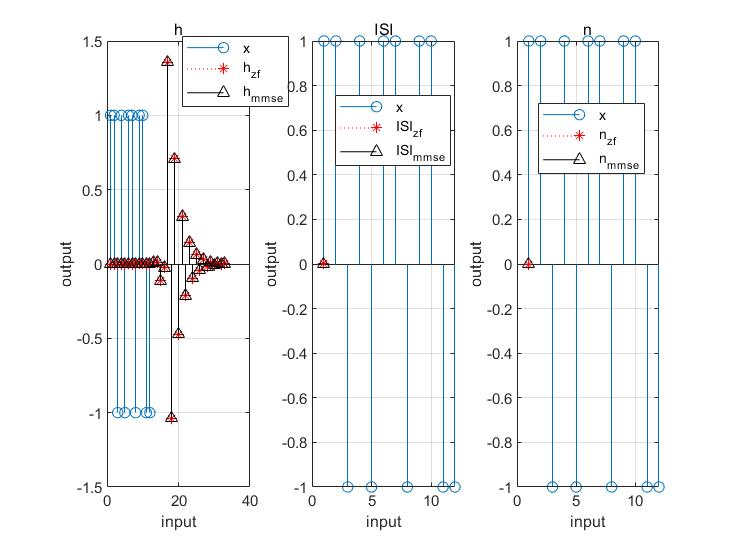 h
1.5
1
0.5
0
-0.5
-1
-1.5
0
20
40
input
output
x
h_zf
h_mmse
ISI
1
0.8
0.6
0.4
0.2
0
-0.2
-0.4
-0.6
-0.8
-1
0
5
10
input
output
x
ISI_zf
ISI_mmse
n
1
0.8
0.6
0.4
0.2
0
-0.2
-0.4
-0.6
-0.8
-1
0
5
10
input
output
x
n_zf
n_mmse